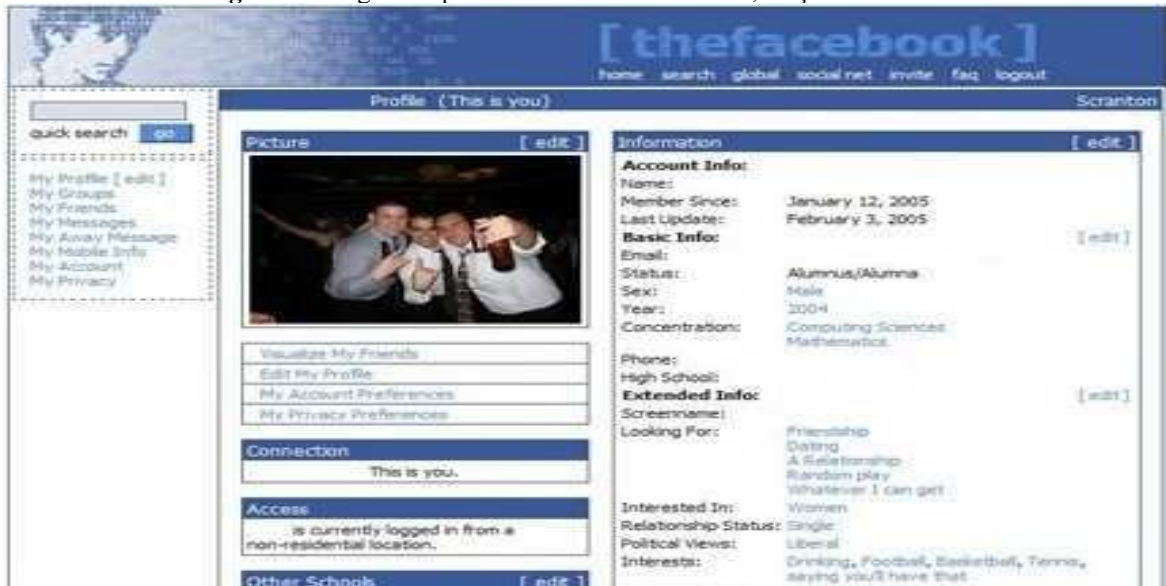 [ thefacebook ]
home search global social net invite faq logout
quick search go
My Profile [ edit ]
My Groups
My Friends
My Messages
My Away Message
My Mobile Info
My Account
My Privacy
Profile (This is you) Scranton
Picture [ edit ]
Visualize My Friends
Edit My Profile
My Account Preferences
My Privacy Preferences
Connection
This is you.
Access
is currently logged in from a
non-residential location.
Other Schools [ edit ]
Information [ edit ]
Account Info:
Name:
Member Since: January 12, 2005
Last Update: February 3, 2005
Basic Info: [ edit ]
Email:
Status: Alumnus/Alumna
Sex: Male
Year: 2004
Concentration: Computing Sciences
Mathematics
Phone:
High School:
Extended Info: [ edit ]
Screenname:
Looking For: Friendship
Dating
A Relationship
Random play
Whatever I can get
Interested In: Women
Relationship Status: Single
Political Views: Liberal
Interests: Drinking, Football, Basketball, Tennis,
saying you'll have that